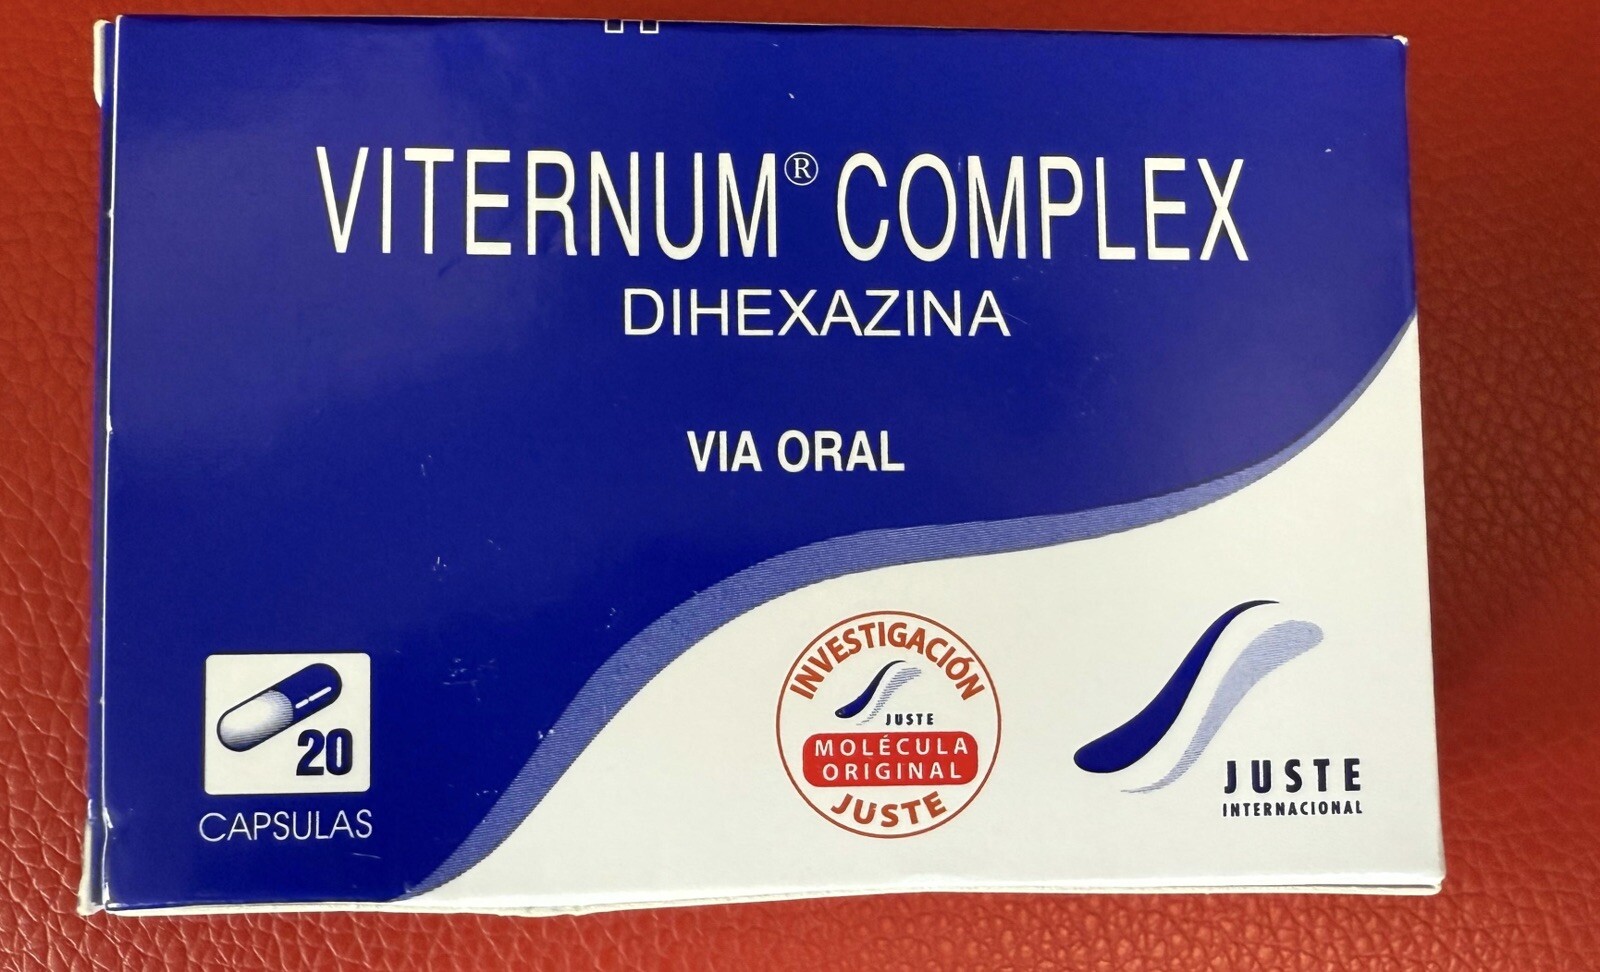 VITERNUM® COMPLEX
DIHEXAZINA
VIA ORAL
20
CAPSULAS
INVESTIGACIÓN
JUSTE
MOLÉCULA
ORIGINAL
JUSTE
JUSTE
INTERNACIONAL